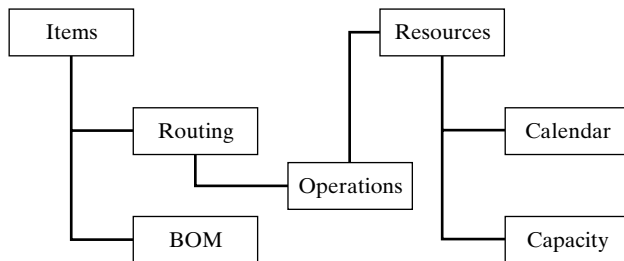 Items
Resources
Routing
Calendar
Operations
BOM
Capacity